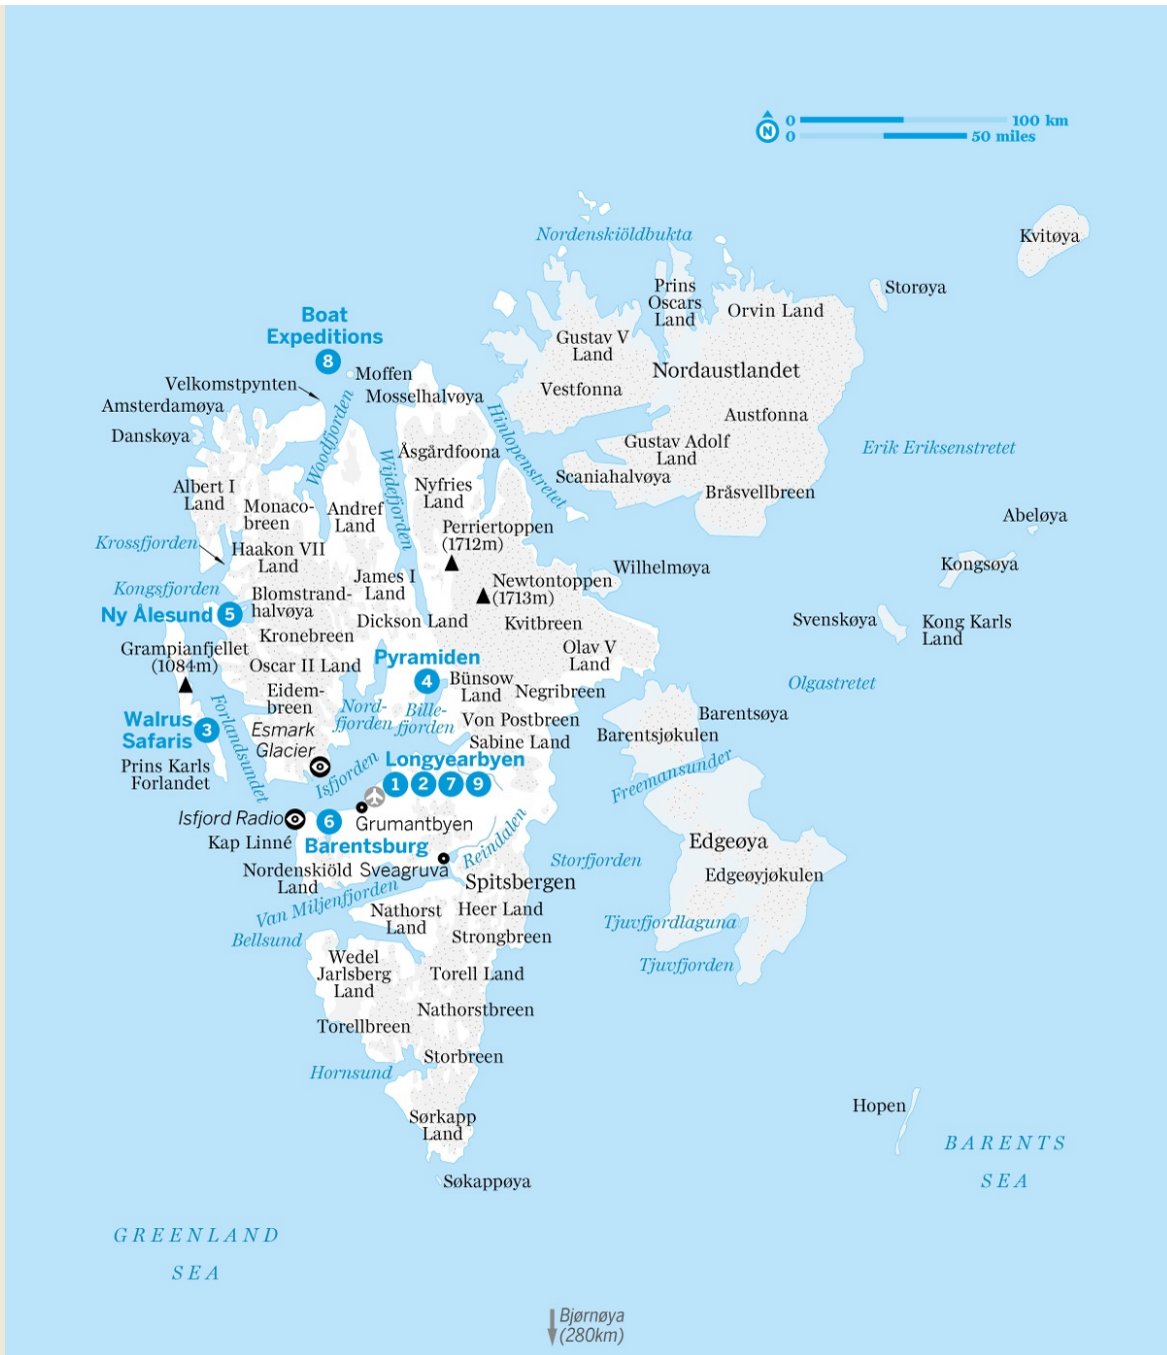 0
100 km
N
0
50 miles
Kvitøya
Nordenskiöldbukta
Storøya
Prins
Oscars
Land
Orvin Land
Boat
Expeditions
8
Gustav V
Land
Nordaustlandet
Moffen
Velkomstpynten
Mosselhalvøya
Vestfonna
Amsterdamøya
Austfonna
Danskøya
Woodfjorden
Hinlopenstretet
Gustav Adolf
Land
Erik Eriksenstretet
Åsgårdfoona
Wijdefjorden
Scaniahalvøya
Albert I
Land
Nyfries
Land
Bråsvellbreen
Monaco-
breen
Andref
Land
Abeløya
Perriertoppen
(1712m)
Krossfjorden
Haakon VII
Land
Kongsøya
Wilhelmøya
James I
Land
Newtontoppen
(1713m)
Kongsfjorden
Blomstrand-
halvøya
Ny Ålesund
5
Svenskøya
Kong Karls
Land
Dickson Land
Kvitbreen
Kronebreen
Grampianfjellet
(1084m)
Olav V
Land
Oscar II Land
Pyramiden
4
Bünsow
Land
Olgastretet
Negribreen
Eidem-
breen
Nord-
fjorden
Bille-
fjorden
Barentsøya
Walrus
Safaris
3
Forlandsundet
Von Postbreen
Esmark
Glacier
Barentsjøkulen
Sabine Land
Prins Karls
Forlandet
Isfjorden
Longyearbyen
1
2
7
9
Freemansunder
Isfjord Radio
6
Grumantbyen
Kap Linné
Barentsburg
Reindalen
Edgeøya
Storfjorden
Nordenskiöld
Land
Sveagruva
Edgeøyjøkulen
Spitsbergen
Van Miljenfjorden
Nathorst
Land
Heer Land
Tjuvfjordlaguna
Bellsund
Strongbreen
Wedel
Jarlsberg
Land
Tjuvfjorden
Torell Land
Nathorstbreen
Torellbreen
Storbreen
Hornsund
Hopen
Sørkapp
Land
BARENTS
SEA
Søkappøya
GREENLAND
SEA
Bjørnøya
(280km)